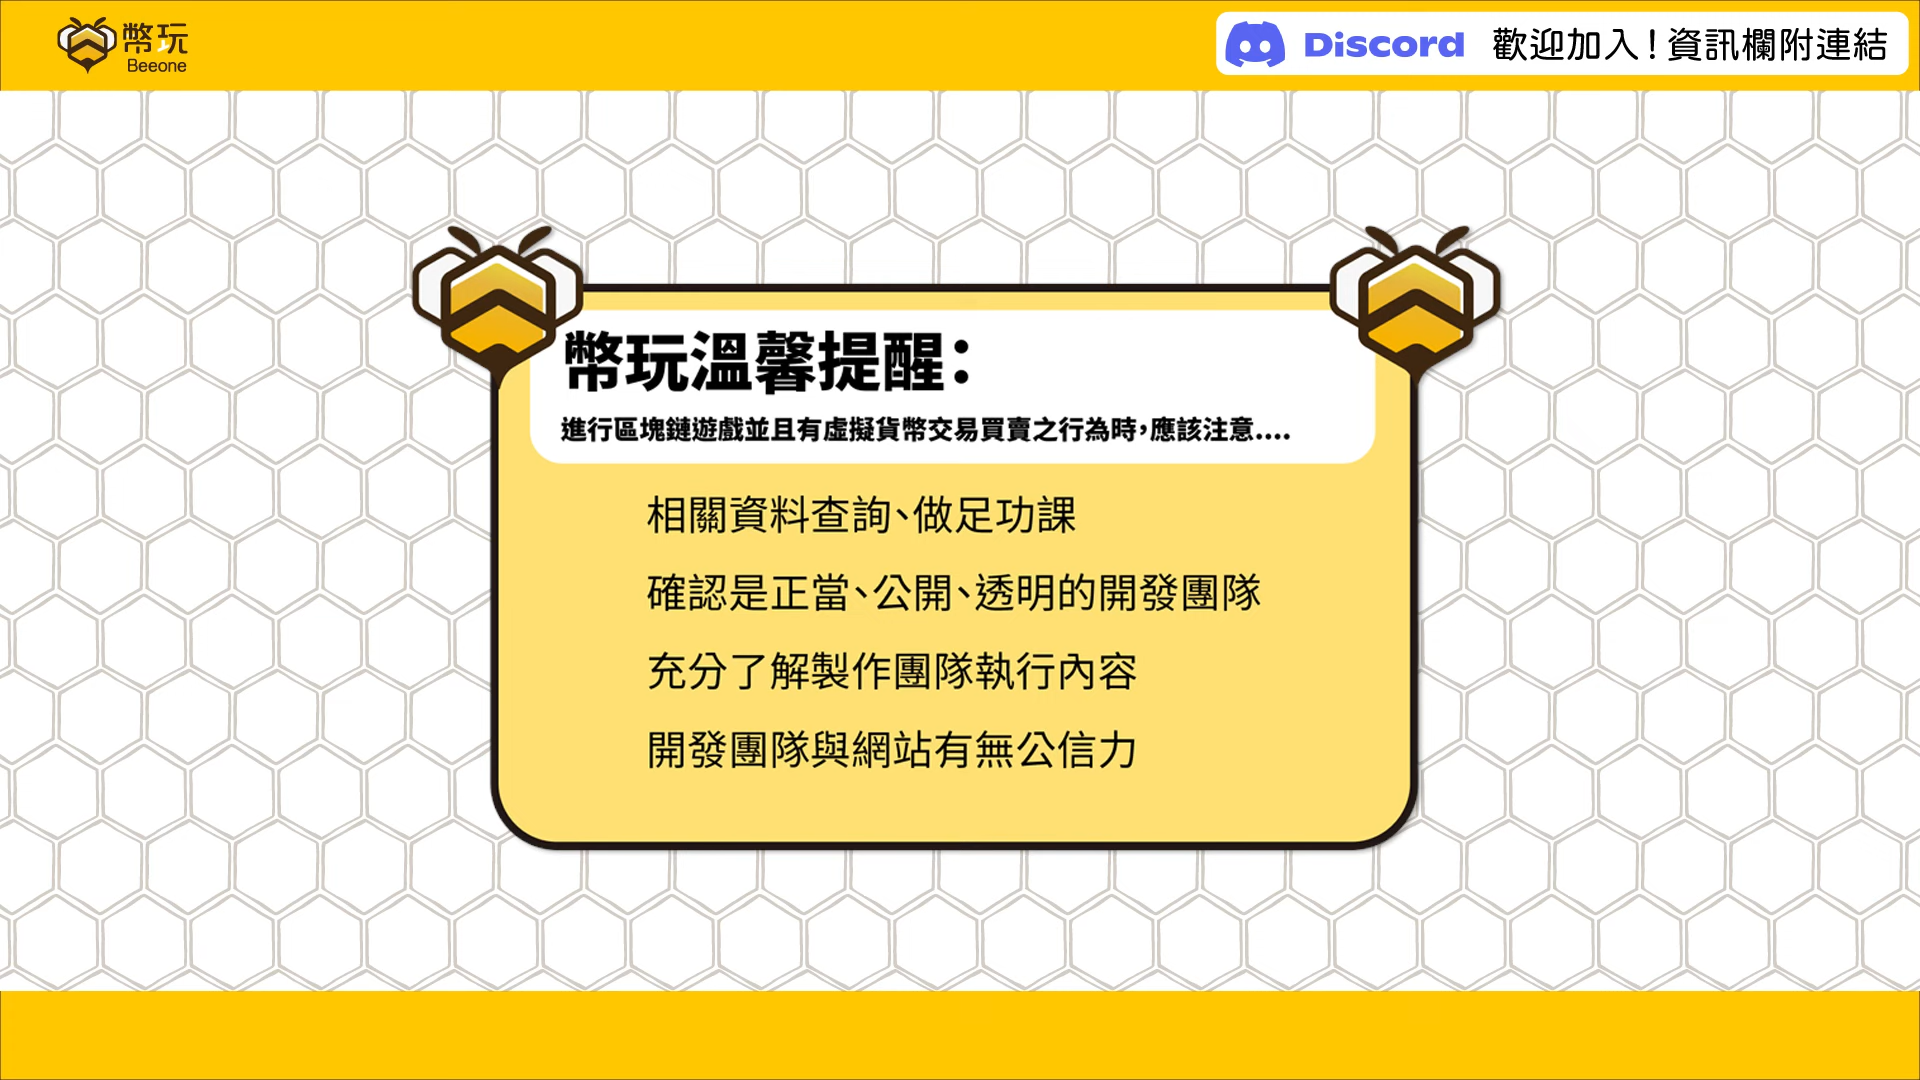 幣玩
Beeone
Discord 歡迎加入!資訊欄附連結
幣玩溫馨提醒:
進行區塊鏈遊戲並且有虛擬貨幣交易買賣之行為時,應該注意....
相關資料查詢、做足功課
確認是正當、公開、透明的開發團隊
充分了解製作團隊執行內容
開發團隊與網站有無公信力